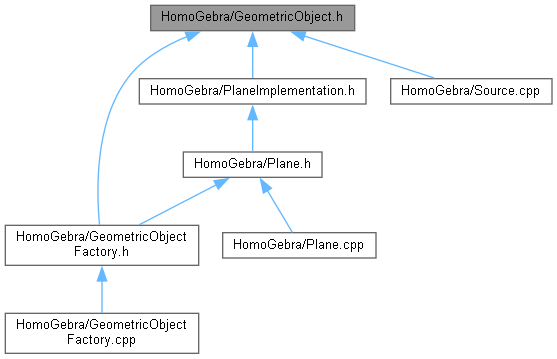 HomoGebra/GeometricObject.h
HomoGebra/PlaneImplementation.h
HomoGebra/Source.cpp
HomoGebra/Plane.h
HomoGebra/GeometricObject
Factory.h
HomoGebra/Plane.cpp
HomoGebra/GeometricObject
Factory.cpp